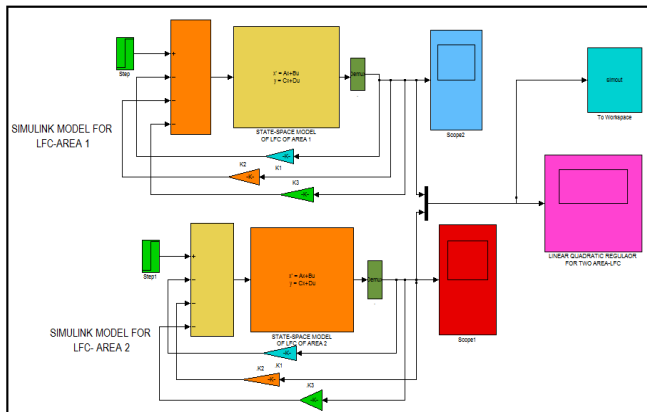 Step
+
−
−
−
x' = Ax+Bu
y = Cx+Du
Demux
STATE-SPACE MODEL
OF LFC OF AREA 1
Scope2
simout
To Workspace
SIMULINK MODEL FOR
LFC-AREA 1
-K-
K1
K2
-K-
K3
-K-
LINEAR QUADRATIC REGULAOR
FOR TWO AREA-LFC
Step1
+
−
−
−
x' = Ax+Bu
y = Cx+Du
Demux
STATE-SPACE MODEL
OF LFC OF AREA 2
Scope1
SIMULINK MODEL FOR
LFC- AREA 2
-K-
.K1
.K2
-K-
.K3
-K-